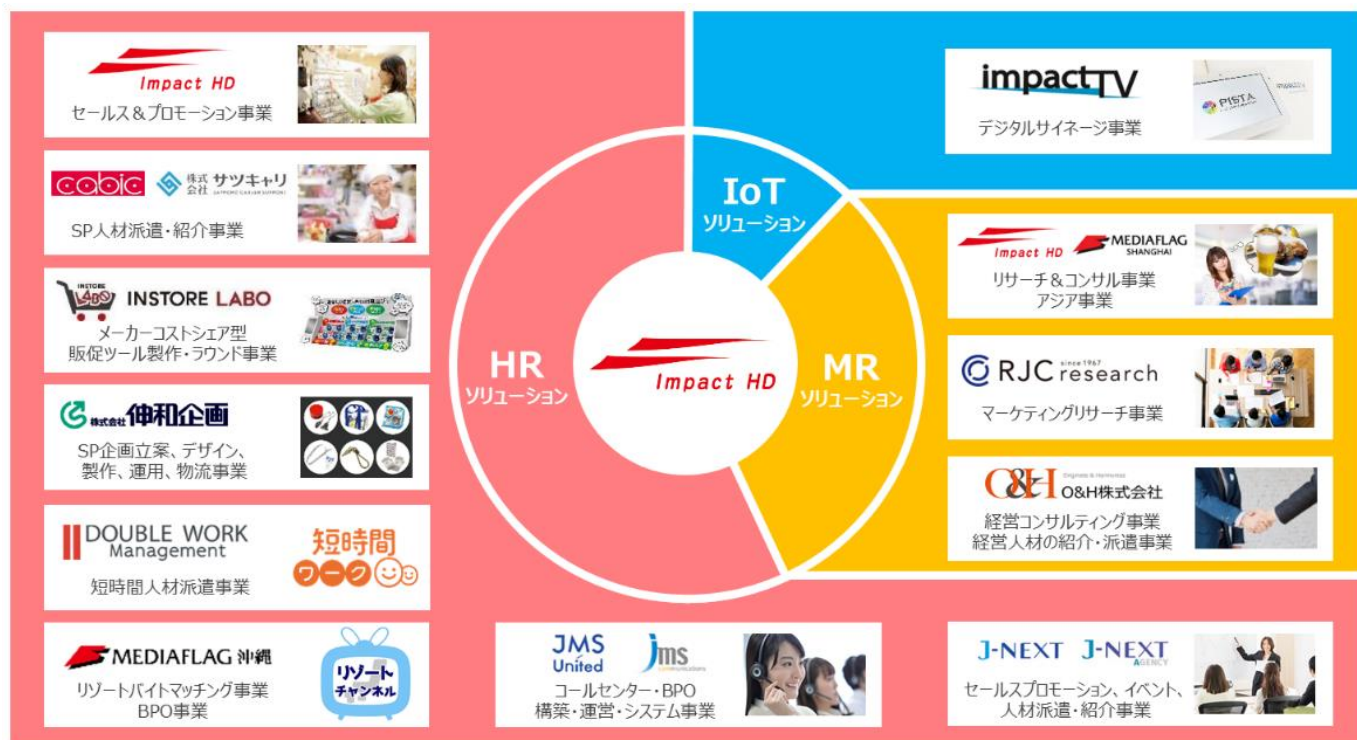 Impact HD
セールス＆プロモーション事業
cabic
株式会社 サツキャリ
SAPPORO CAREER SUPPORT
SP人材派遣・紹介事業
INSTORE LABO
INSTORE LABO
メーカーコストシェア型
販促ツール製作・ラウンド事業
株式会社 伸和企画
SP企画立案、デザイン、
製作、運用、物流事業
DOUBLE WORK
Management
短時間
ワーク
短時間人材派遣事業
MEDIAFLAG 沖縄
リゾートバイトマッチング事業
BPO事業
リゾート
チャンネル
IoT
ソリューション
HR
ソリューション
Impact HD
MR
ソリューション
JMS
United
jms
communications
コールセンター・BPO
構築・運営・システム事業
impactTV
デジタルサイネージ事業
PISTA
Impact HD
MEDIAFLAG
SHANGHAI
リサーチ＆コンサル事業
アジア事業
RJC research
since 1967
マーケティングリサーチ事業
O&H
O&H株式会社
経営コンサルティング事業
経営人材の紹介・派遣事業
J-NEXT
J-NEXT
AGENCY
セールスプロモーション、イベント、
人材派遣・紹介事業